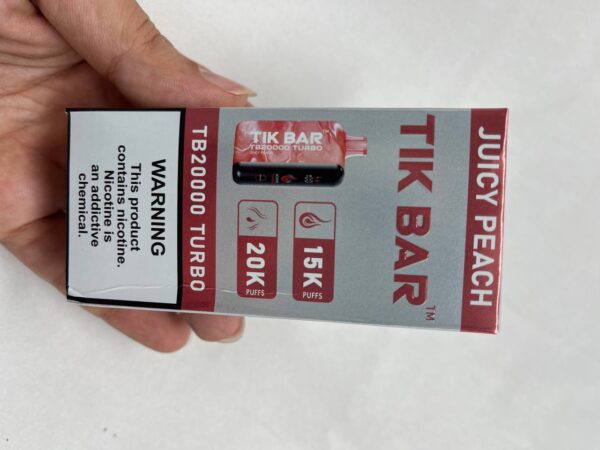 JUICY PEACH
TIK BAR™
TIK BAR
TB20000 TURBO
15K
PUFFS
20K
PUFFS
TB20000 TURBO
WARNING
This product
contains nicotine.
Nicotine is
an addictive
chemical.